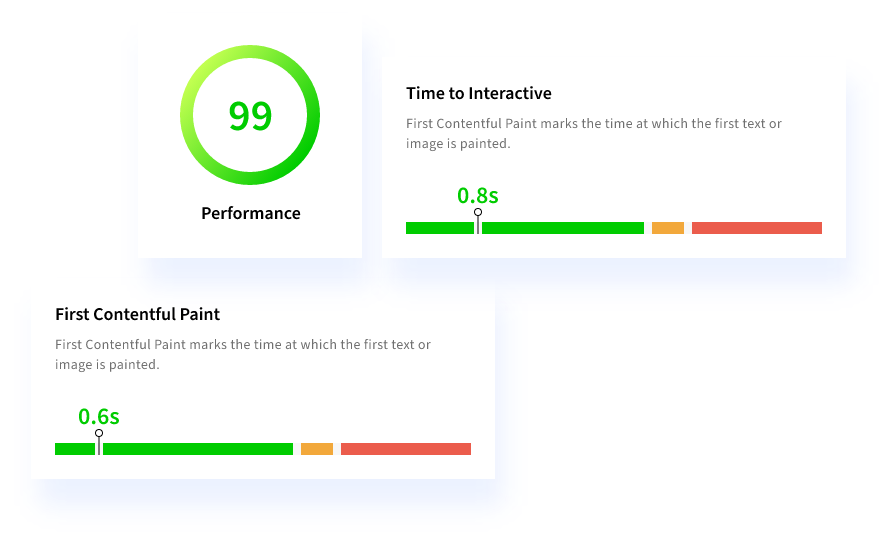 99
Performance
Time to Interactive
First Contentful Paint marks the time at which the first text or
image is painted.
0.8s
First Contentful Paint
First Contentful Paint marks the time at which the first text or
image is painted.
0.6s